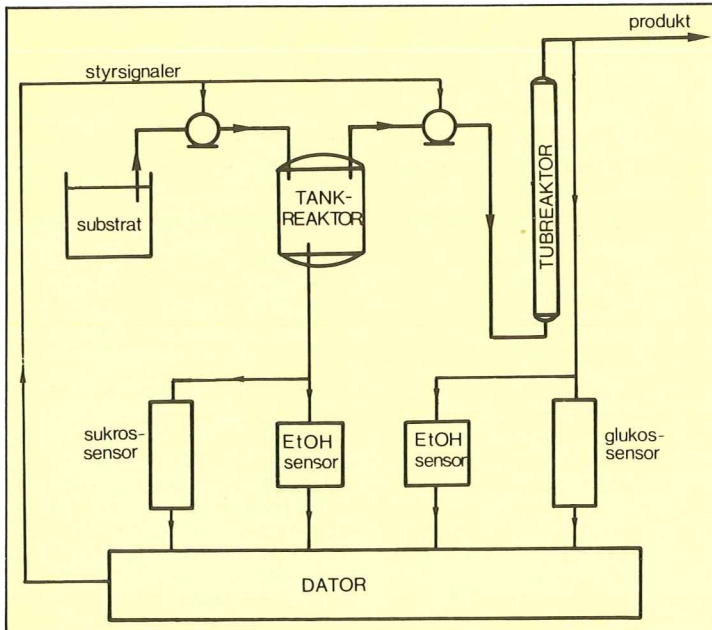 produkt
styrsignaler
substrat
TANK-
REAKTOR
TUBREAKTOR
sukros-
sensor
EtOH
sensor
EtOH
sensor
glukos-
sensor
DATOR